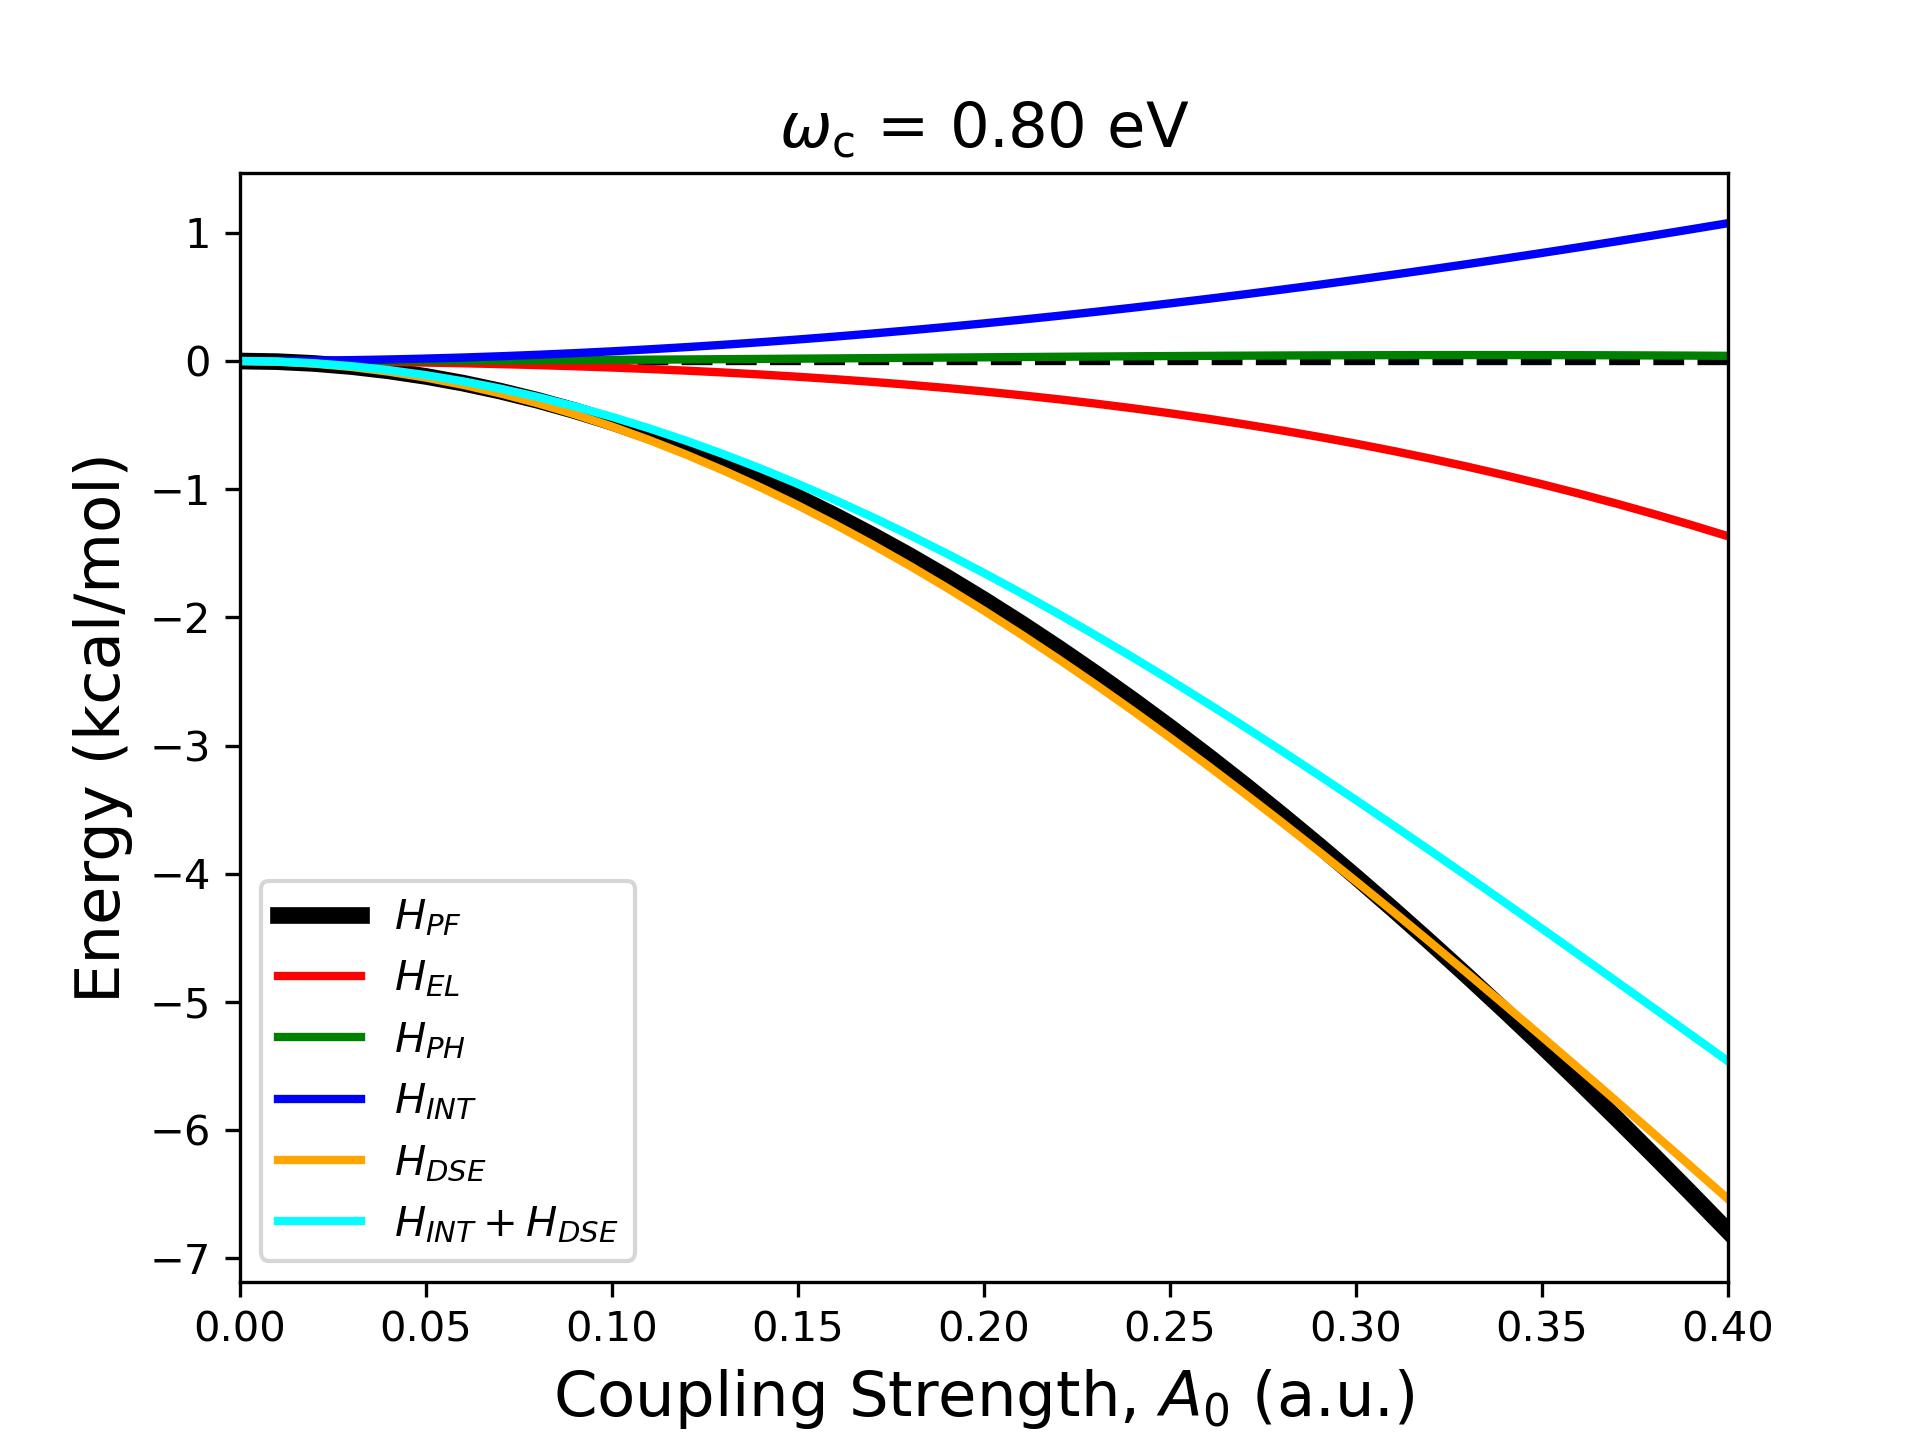 ω_c = 0.80 eV
1
0
−1
−2
−3
−4
−5
−6
−7
Energy (kcal/mol)
H_PF
H_EL
H_PH
H_INT
H_DSE
H_INT + H_DSE
0.00 0.05 0.10 0.15 0.20 0.25 0.30 0.35 0.40
Coupling Strength, A_0 (a.u.)